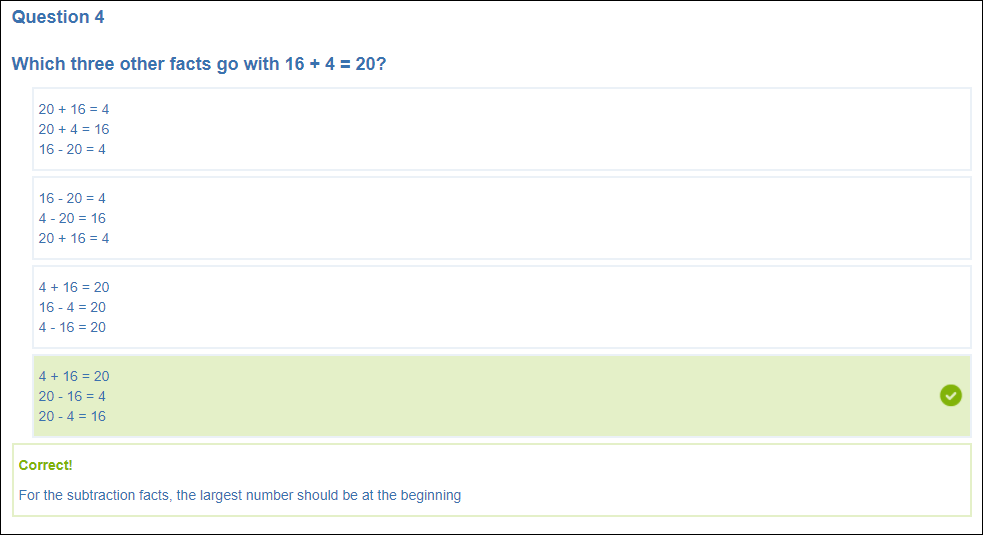 Question 4
Which three other facts go with 16 + 4 = 20?
20 + 16 = 4
20 + 4 = 16
16 - 20 = 4
16 - 20 = 4
4 - 20 = 16
20 + 16 = 4
4 + 16 = 20
16 - 4 = 20
4 - 16 = 20
4 + 16 = 20
20 - 16 = 4
20 - 4 = 16
Correct!
For the subtraction facts, the largest number should be at the beginning